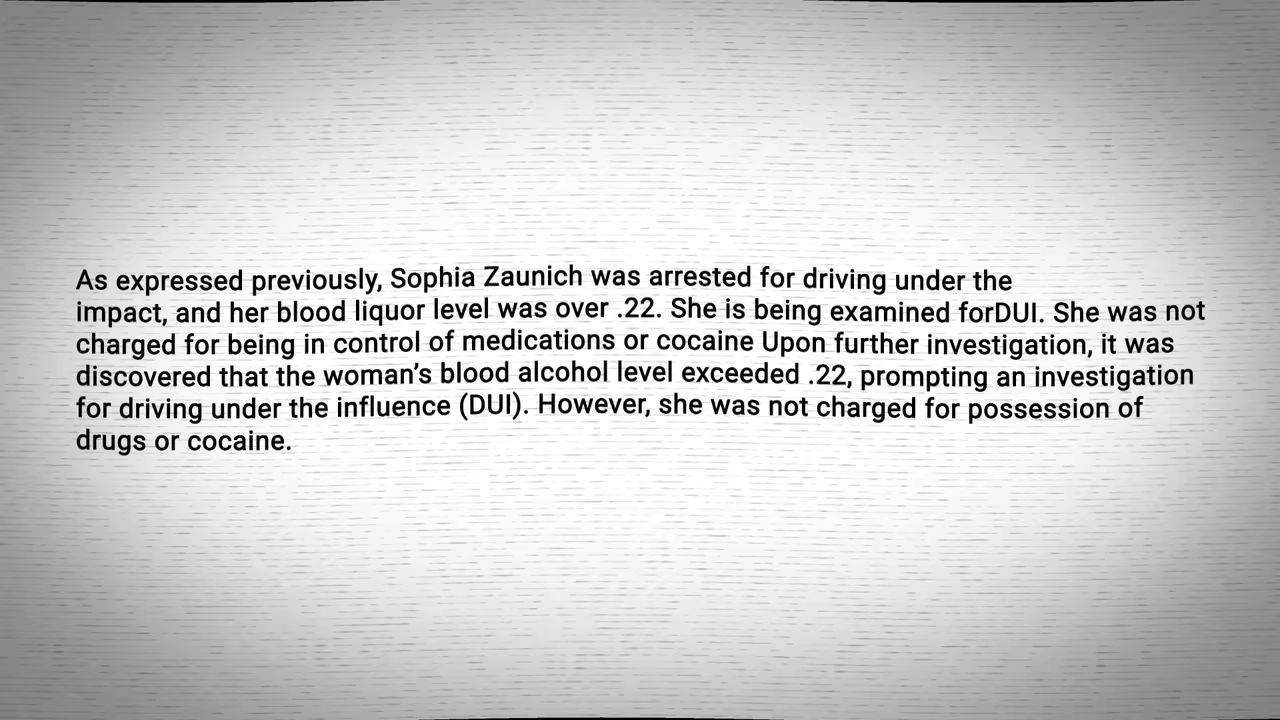 As expressed previously, Sophia Zaunich was arrested for driving under the
impact, and her blood liquor level was over .22. She is being examined forDUI. She was not
charged for being in control of medications or cocaine Upon further investigation, it was
discovered that the woman’s blood alcohol level exceeded .22, prompting an investigation
for driving under the influence (DUI). However, she was not charged for possession of
drugs or cocaine.